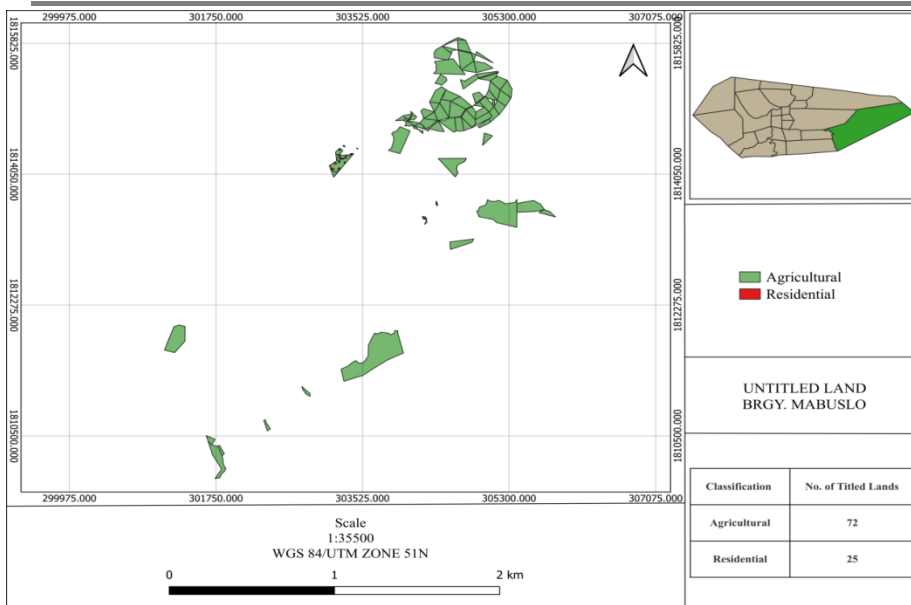 299975.000 301750.000 303525.000 305300.000 307075.000
1815825.000 1815825.000
1814050.000 1814050.000
1812275.000 1812275.000
1810500.000 1810500.000
299975.000 301750.000 303525.000 305300.000 307075.000
Agricultural
Residential
UNTITLED LAND
BRGY. MABUSLO
Classification No. of Titled Lands
Agricultural 72
Residential 25
Scale
1:35500
WGS 84/UTM ZONE 51N
0 1 2 km